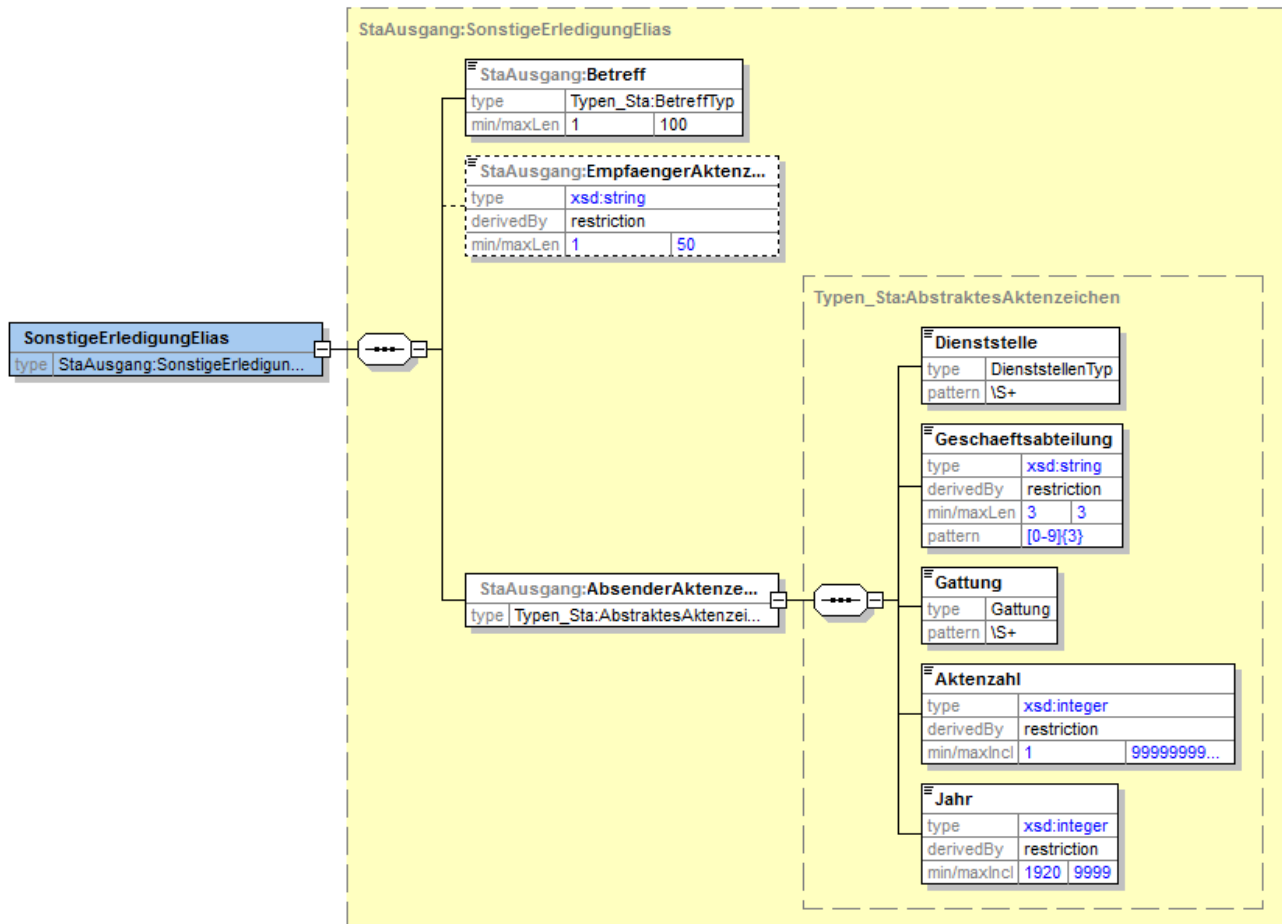 StaAusgang:SonstigeErledigungElias
StaAusgang:Betreff
type Typen_Sta:BetreffTyp
min/maxLen 1 100
StaAusgang:EmpfaengerAktenz...
type xsd:string
derivedBy restriction
min/maxLen 1 50
SonstigeErledigungElias
type StaAusgang:SonstigeErledigun...
StaAusgang:AbsenderAktenze...
type Typen_Sta:AbstraktesAktenzei...
Typen_Sta:AbstraktesAktenzeichen
Dienststelle
type DienststellenTyp
pattern \S+
Geschaeftsabteilung
type xsd:string
derivedBy restriction
min/maxLen 3 3
pattern [0-9]{3}
Gattung
type Gattung
pattern \S+
Aktenzahl
type xsd:integer
derivedBy restriction
min/maxIncl 1 99999999...
Jahr
type xsd:integer
derivedBy restriction
min/maxIncl 1920 9999